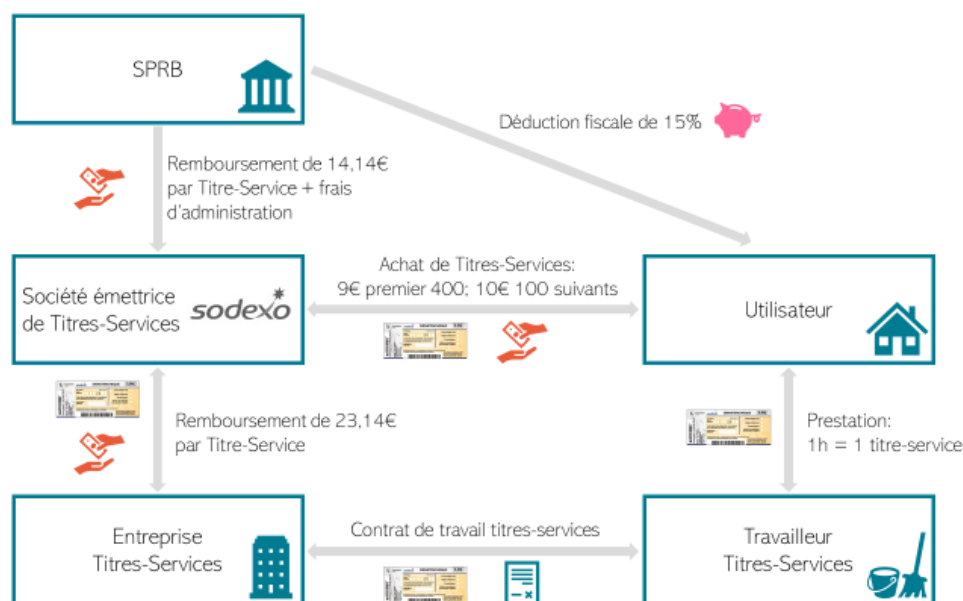 SPRB
Déduction fiscale de 15%
Remboursement de 14,14€
par Titre-Service + frais
d'administration
Société émettrice
de Titres-Services
sodexo
Achat de Titres-Services:
9€ premier 400; 10€ 100 suivants
Utilisateur
Remboursement de 23,14€
par Titre-Service
Prestation:
1h = 1 titre-service
Entreprise
Titres-Services
Contrat de travail titres-services
Travailleur
Titres-Services